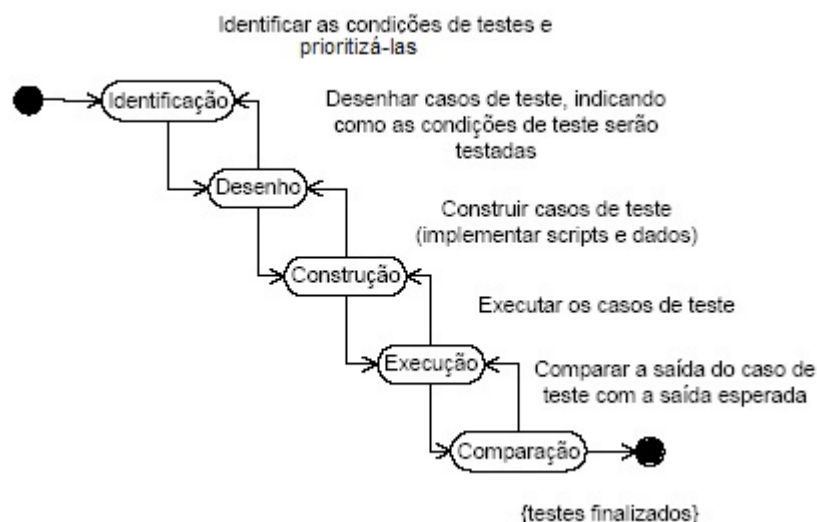 Identificar as condições de testes e
prioritizá-las
Identificação
Desenhar casos de teste, indicando
como as condições de teste serão
testadas
Desenho
Construir casos de teste
(implementar scripts e dados)
Construção
Executar os casos de teste
Execução
Comparar a saída do caso de
teste com a saída esperada
Comparação
{testes finalizados}